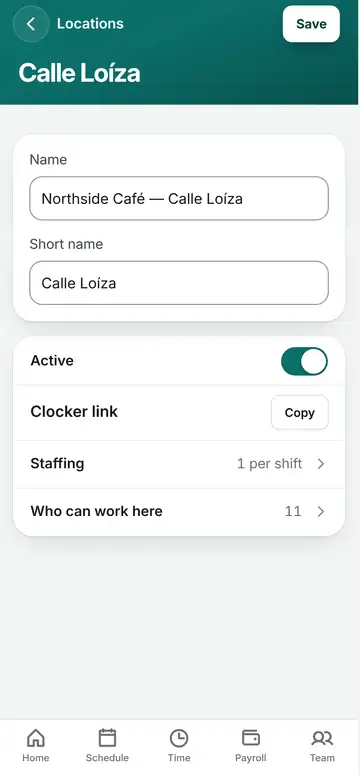 Locations
Save
Calle Loíza
Name
Northside Café — Calle Loíza
Short name
Calle Loíza
Active
Clocker link
Copy
Staffing
1 per shift
Who can work here
11
Home
Schedule
Time
Payroll
Team